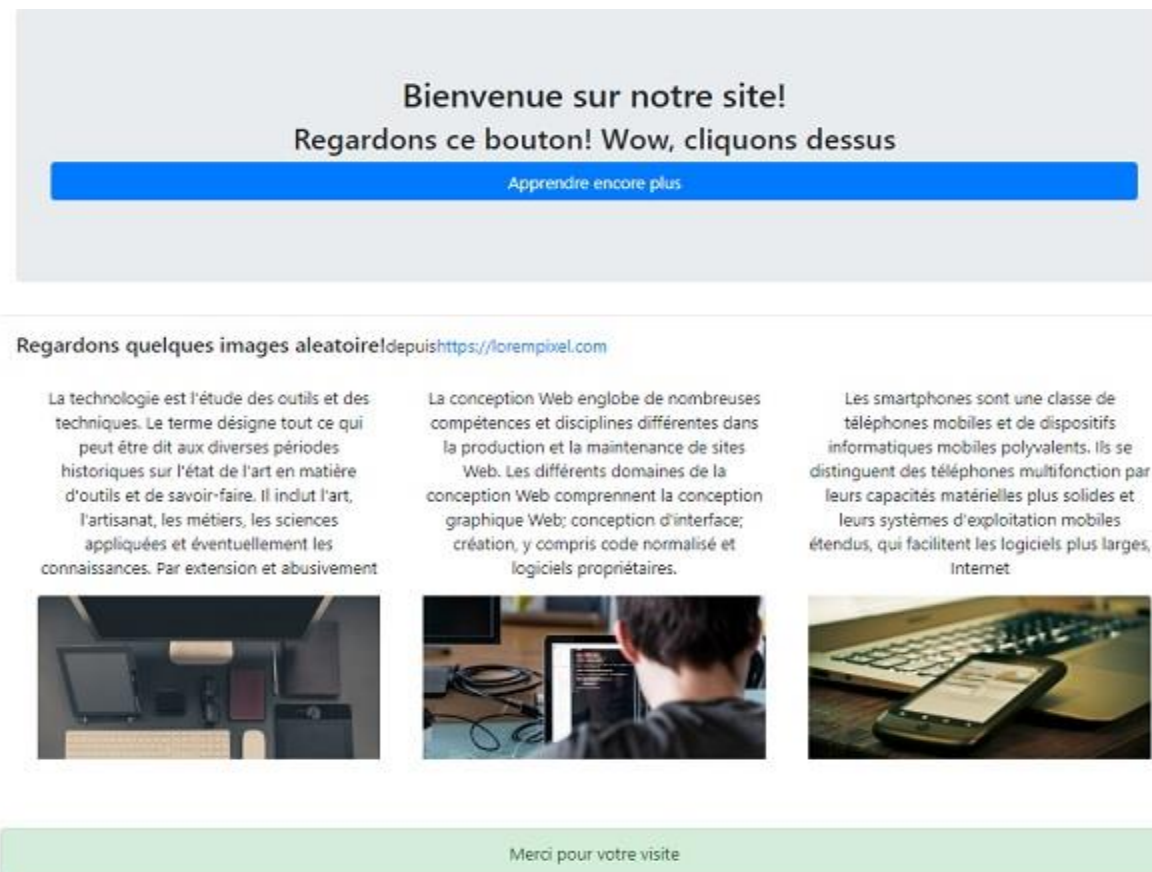 Bienvenue sur notre site!
Regardons ce bouton! Wow, cliquons dessus
Apprendre encore plus
Regardons quelques images aleatoire!depuishttps://lorempixel.com
La technologie est l'étude des outils et des
techniques. Le terme désigne tout ce qui
peut être dit aux diverses périodes
historiques sur l'état de l'art en matière
d'outils et de savoir-faire. Il inclut l'art,
l'artisanat, les métiers, les sciences
appliquées et éventuellement les
connaissances. Par extension et abusivement
La conception Web englobe de nombreuses
compétences et disciplines différentes dans
la production et la maintenance de sites
Web. Les différents domaines de la
conception Web comprennent la conception
graphique Web; conception d'interface;
création, y compris code normalisé et
logiciels propriétaires.
Les smartphones sont une classe de
téléphones mobiles et de dispositifs
informatiques mobiles polyvalents. Ils se
distinguent des téléphones multifonction par
leurs capacités matérielles plus solides et
leurs systèmes d'exploitation mobiles
étendus, qui facilitent les logiciels plus larges,
Internet
Merci pour votre visite